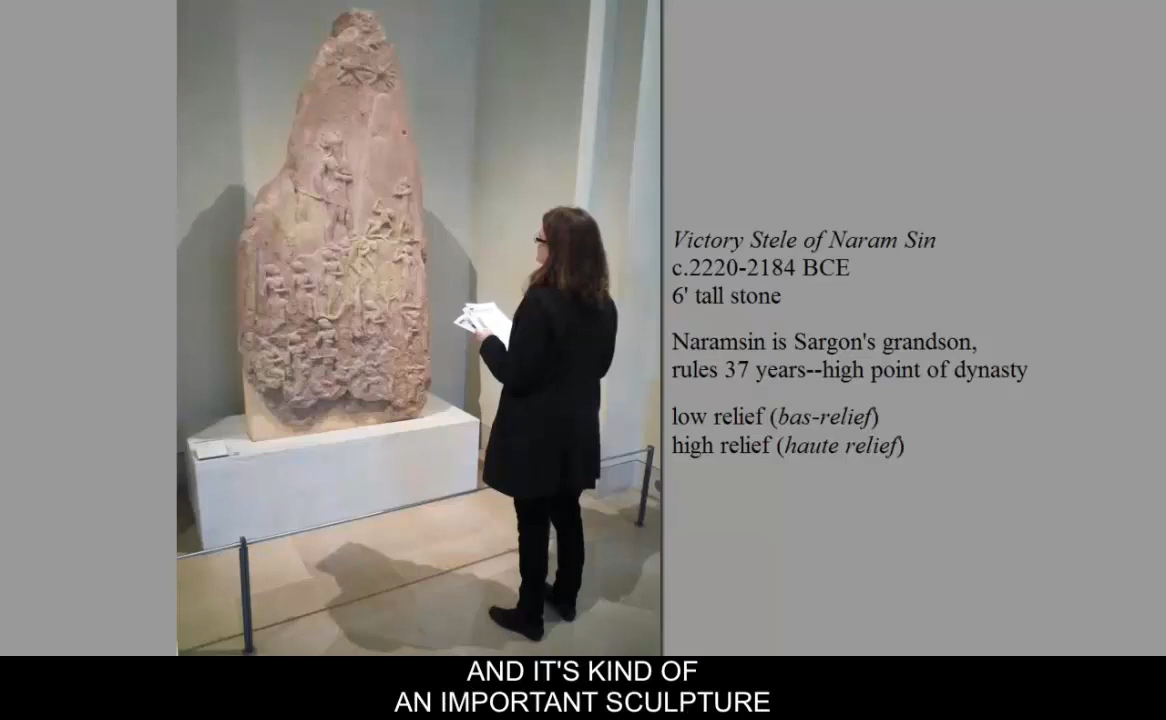 Victory Stele of Naram Sin
c.2220-2184 BCE
6' tall stone
Naramsin is Sargon's grandson,
rules 37 years--high point of dynasty
low relief (bas-relief)
high relief (haute relief)
AND IT'S KIND OF
AN IMPORTANT SCULPTURE